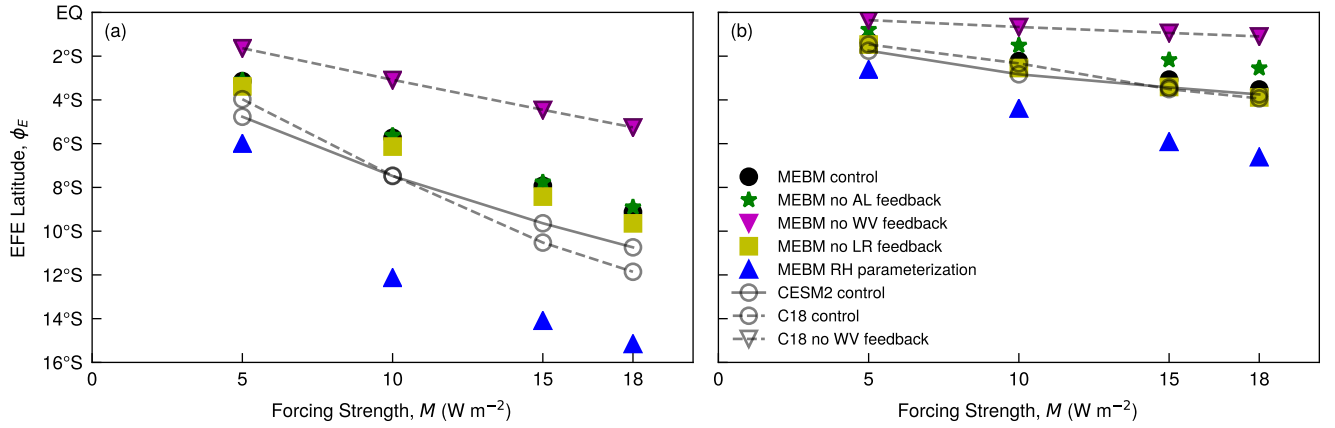 EQ
2°S
4°S
6°S
8°S
10°S
12°S
14°S
16°S
EFE Latitude, ϕ_E
(a)
0
5
10
15
18
Forcing Strength, M (W m⁻²)
(b)
MEBM control
MEBM no AL feedback
MEBM no WV feedback
MEBM no LR feedback
MEBM RH parameterization
CESM2 control
C18 control
C18 no WV feedback
0
5
10
15
18
Forcing Strength, M (W m⁻²)